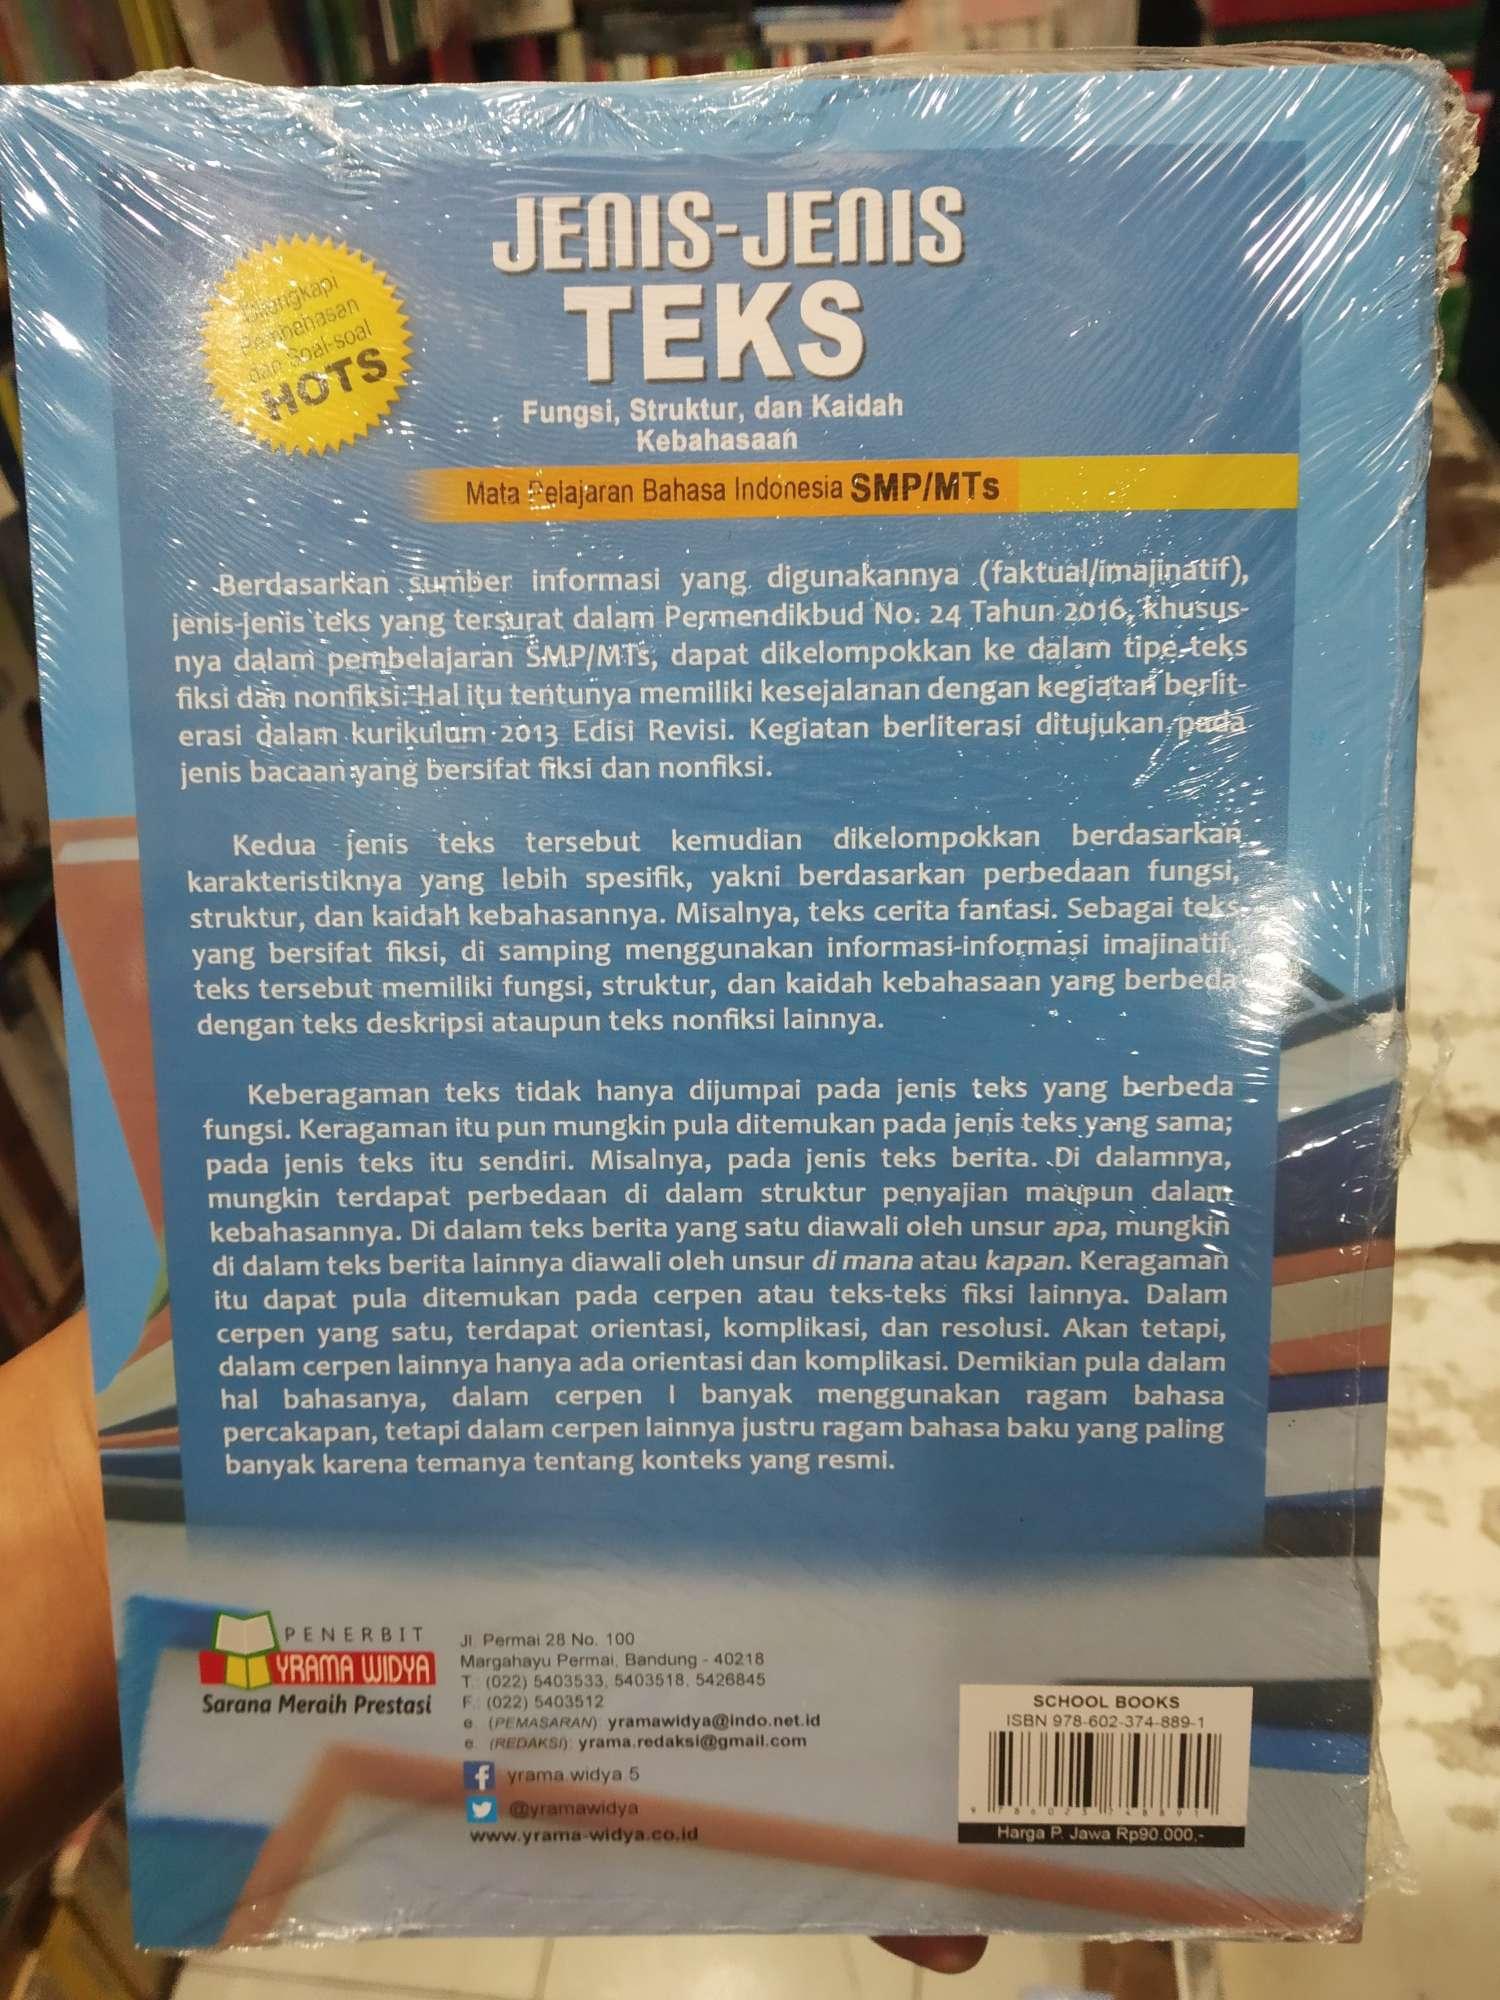 JENIS-JENIS
TEKS
Fungsi, Struktur, dan Kaidah
Kebahasaan
Dilengkapi
Pembahasan
dan Soal-soal
HOTS
Mata Pelajaran Bahasa Indonesia SMP/MTs
Berdasarkan sumber informasi yang digunakannya (faktual/imajinatif),
jenis-jenis teks yang tersurat dalam Permendikbud No. 24 Tahun 2016, khusus-
nya dalam pembelajaran SMP/MTs, dapat dikelompokkan ke dalam tipe teks
fiksi dan nonfiksi. Hal itu tentunya memiliki kesejalanan dengan kegiatan berlit-
erasi dalam kurikulum 2013 Edisi Revisi. Kegiatan berliterasi ditujukan pada
jenis bacaan yang bersifat fiksi dan nonfiksi.
Kedua jenis teks tersebut kemudian dikelompokkan berdasarkan
karakteristiknya yang lebih spesifik, yakni berdasarkan perbedaan fungsi,
struktur, dan kaidah kebahasannya. Misalnya, teks cerita fantasi. Sebagai teks
yang bersifat fiksi, di samping menggunakan informasi-informasi imajinatif,
teks tersebut memiliki fungsi, struktur, dan kaidah kebahasaan yang berbeda
dengan teks deskripsi ataupun teks nonfiksi lainnya.
Keberagaman teks tidak hanya dijumpai pada jenis teks yang berbeda
fungsi. Keragaman itu pun mungkin pula ditemukan pada jenis teks yang sama;
pada jenis teks itu sendiri. Misalnya, pada jenis teks berita. Di dalamnya,
mungkin terdapat perbedaan di dalam struktur penyajian maupun dalam
kebahasannya. Di dalam teks berita yang satu diawali oleh unsur apa, mungkin
di dalam teks berita lainnya diawali oleh unsur di mana atau kapan. Keragaman
itu dapat pula ditemukan pada cerpen atau teks-teks fiksi lainnya. Dalam
cerpen yang satu, terdapat orientasi, komplikasi, dan resolusi. Akan tetapi,
dalam cerpen lainnya hanya ada orientasi dan komplikasi. Demikian pula dalam
hal bahasanya, dalam cerpen I banyak menggunakan ragam bahasa
percakapan, tetapi dalam cerpen lainnya justru ragam bahasa baku yang paling
banyak karena temanya tentang konteks yang resmi.
PENERBIT
YRAMA WIDYA
Sarana Meraih Prestasi
Jl. Permai 28 No. 100
Margahayu Permai, Bandung - 40218
T.: (022) 5403533, 5403518, 5426845
F.: (022) 5403512
e. (PEMASARAN): yramawidya@indo.net.id
e. (REDAKSI): yrama.redaksi@gmail.com
yrama.widya.5
@yramawidya
www.yrama-widya.co.id
SCHOOL BOOKS
ISBN 978-602-374-889-1
9 786023 748891
Harga P. Jawa Rp90.000,-